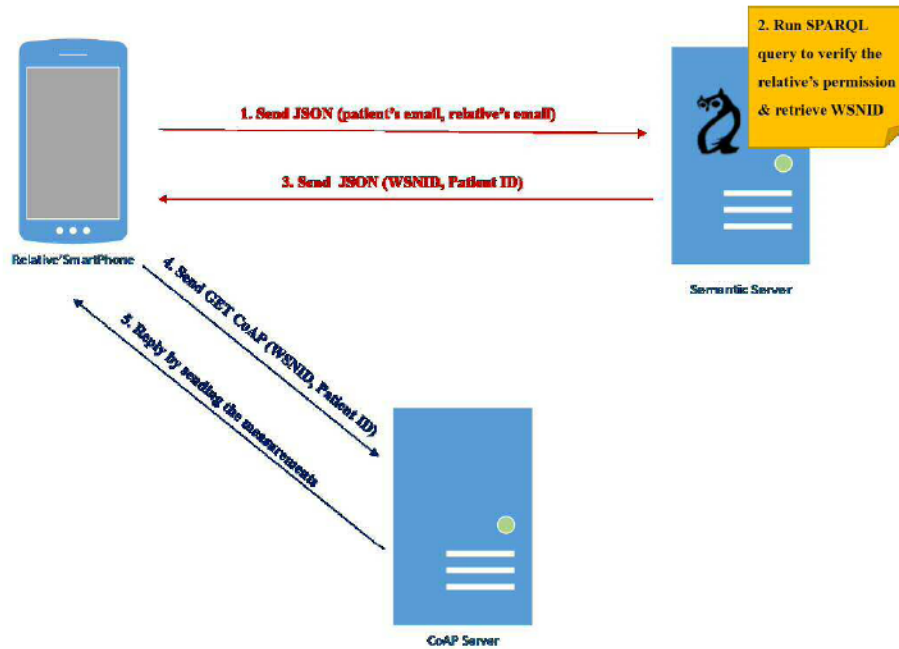 2. Run SPARQL
query to verify the
relative's permission
& retrieve WSNID
1. Send JSON (patient's email, relative's email)
3. Send JSON (WSNID, Patient ID)
Relative'SmartPhone
Semantic Server
4. Send GET CoAP (WSNID, Patient ID)
5. Reply by sending the measurements
CoAP Server